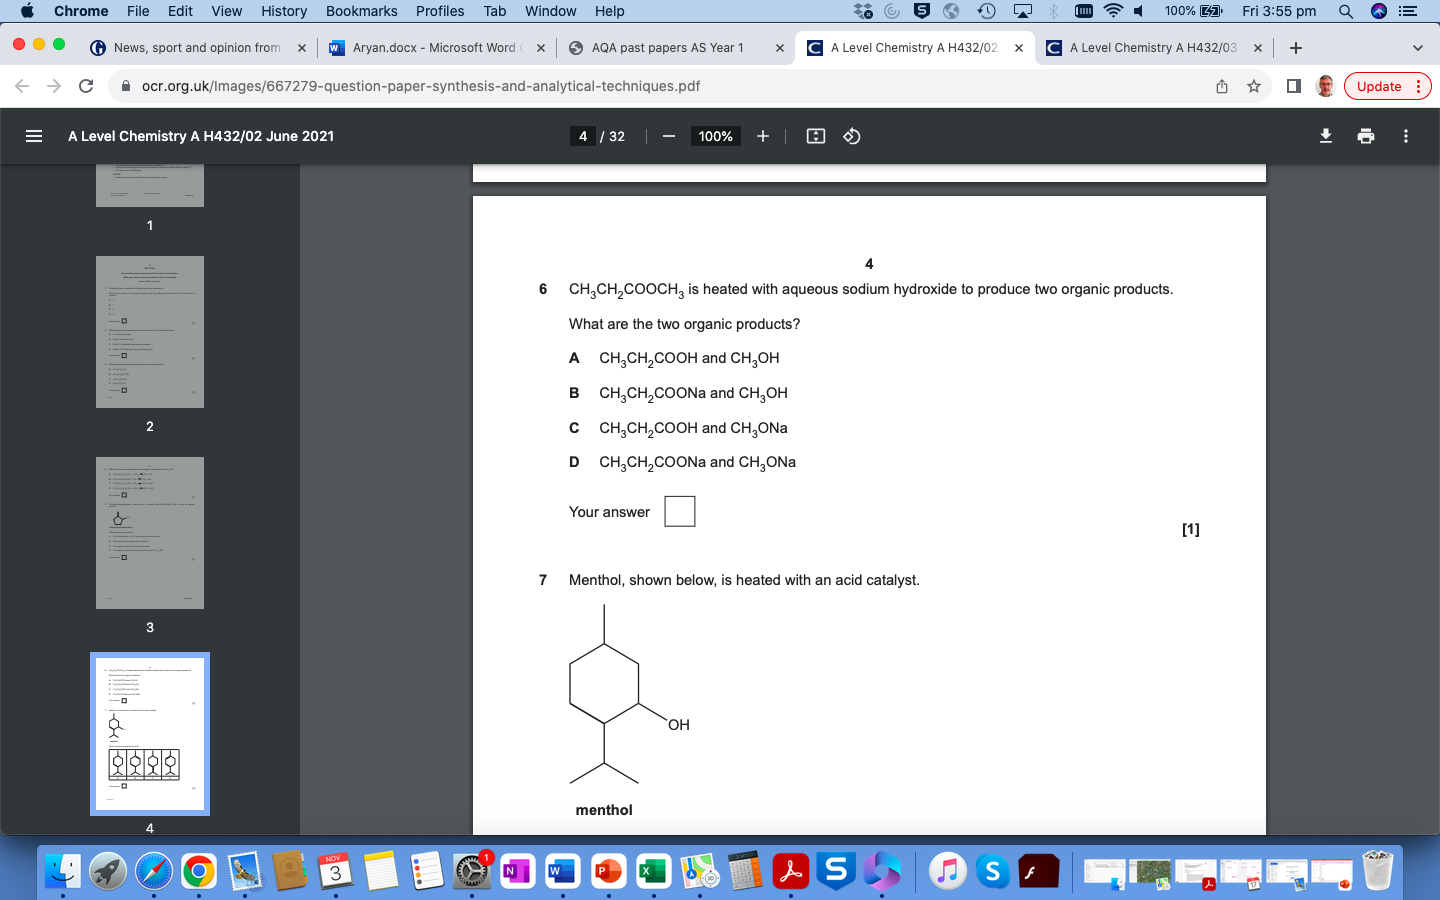 Chrome File Edit View History Bookmarks Profiles Tab Window Help 100% Fri 3:55 pm
News, sport and opinion from Aryan.docx - Microsoft Word AQA past papers AS Year 1 A Level Chemistry A H432/02 A Level Chemistry A H432/03
ocr.org.uk/Images/667279-question-paper-synthesis-and-analytical-techniques.pdf Update
A Level Chemistry A H432/02 June 2021 4 / 32 100%
1
2
3
4
4
6 CH₃CH₂COOCH₃ is heated with aqueous sodium hydroxide to produce two organic products.
What are the two organic products?
A CH₃CH₂COOH and CH₃OH
B CH₃CH₂COONa and CH₃OH
C CH₃CH₂COOH and CH₃ONa
D CH₃CH₂COONa and CH₃ONa
Your answer
[1]
7 Menthol, shown below, is heated with an acid catalyst.
OH
menthol
NOV
3
1